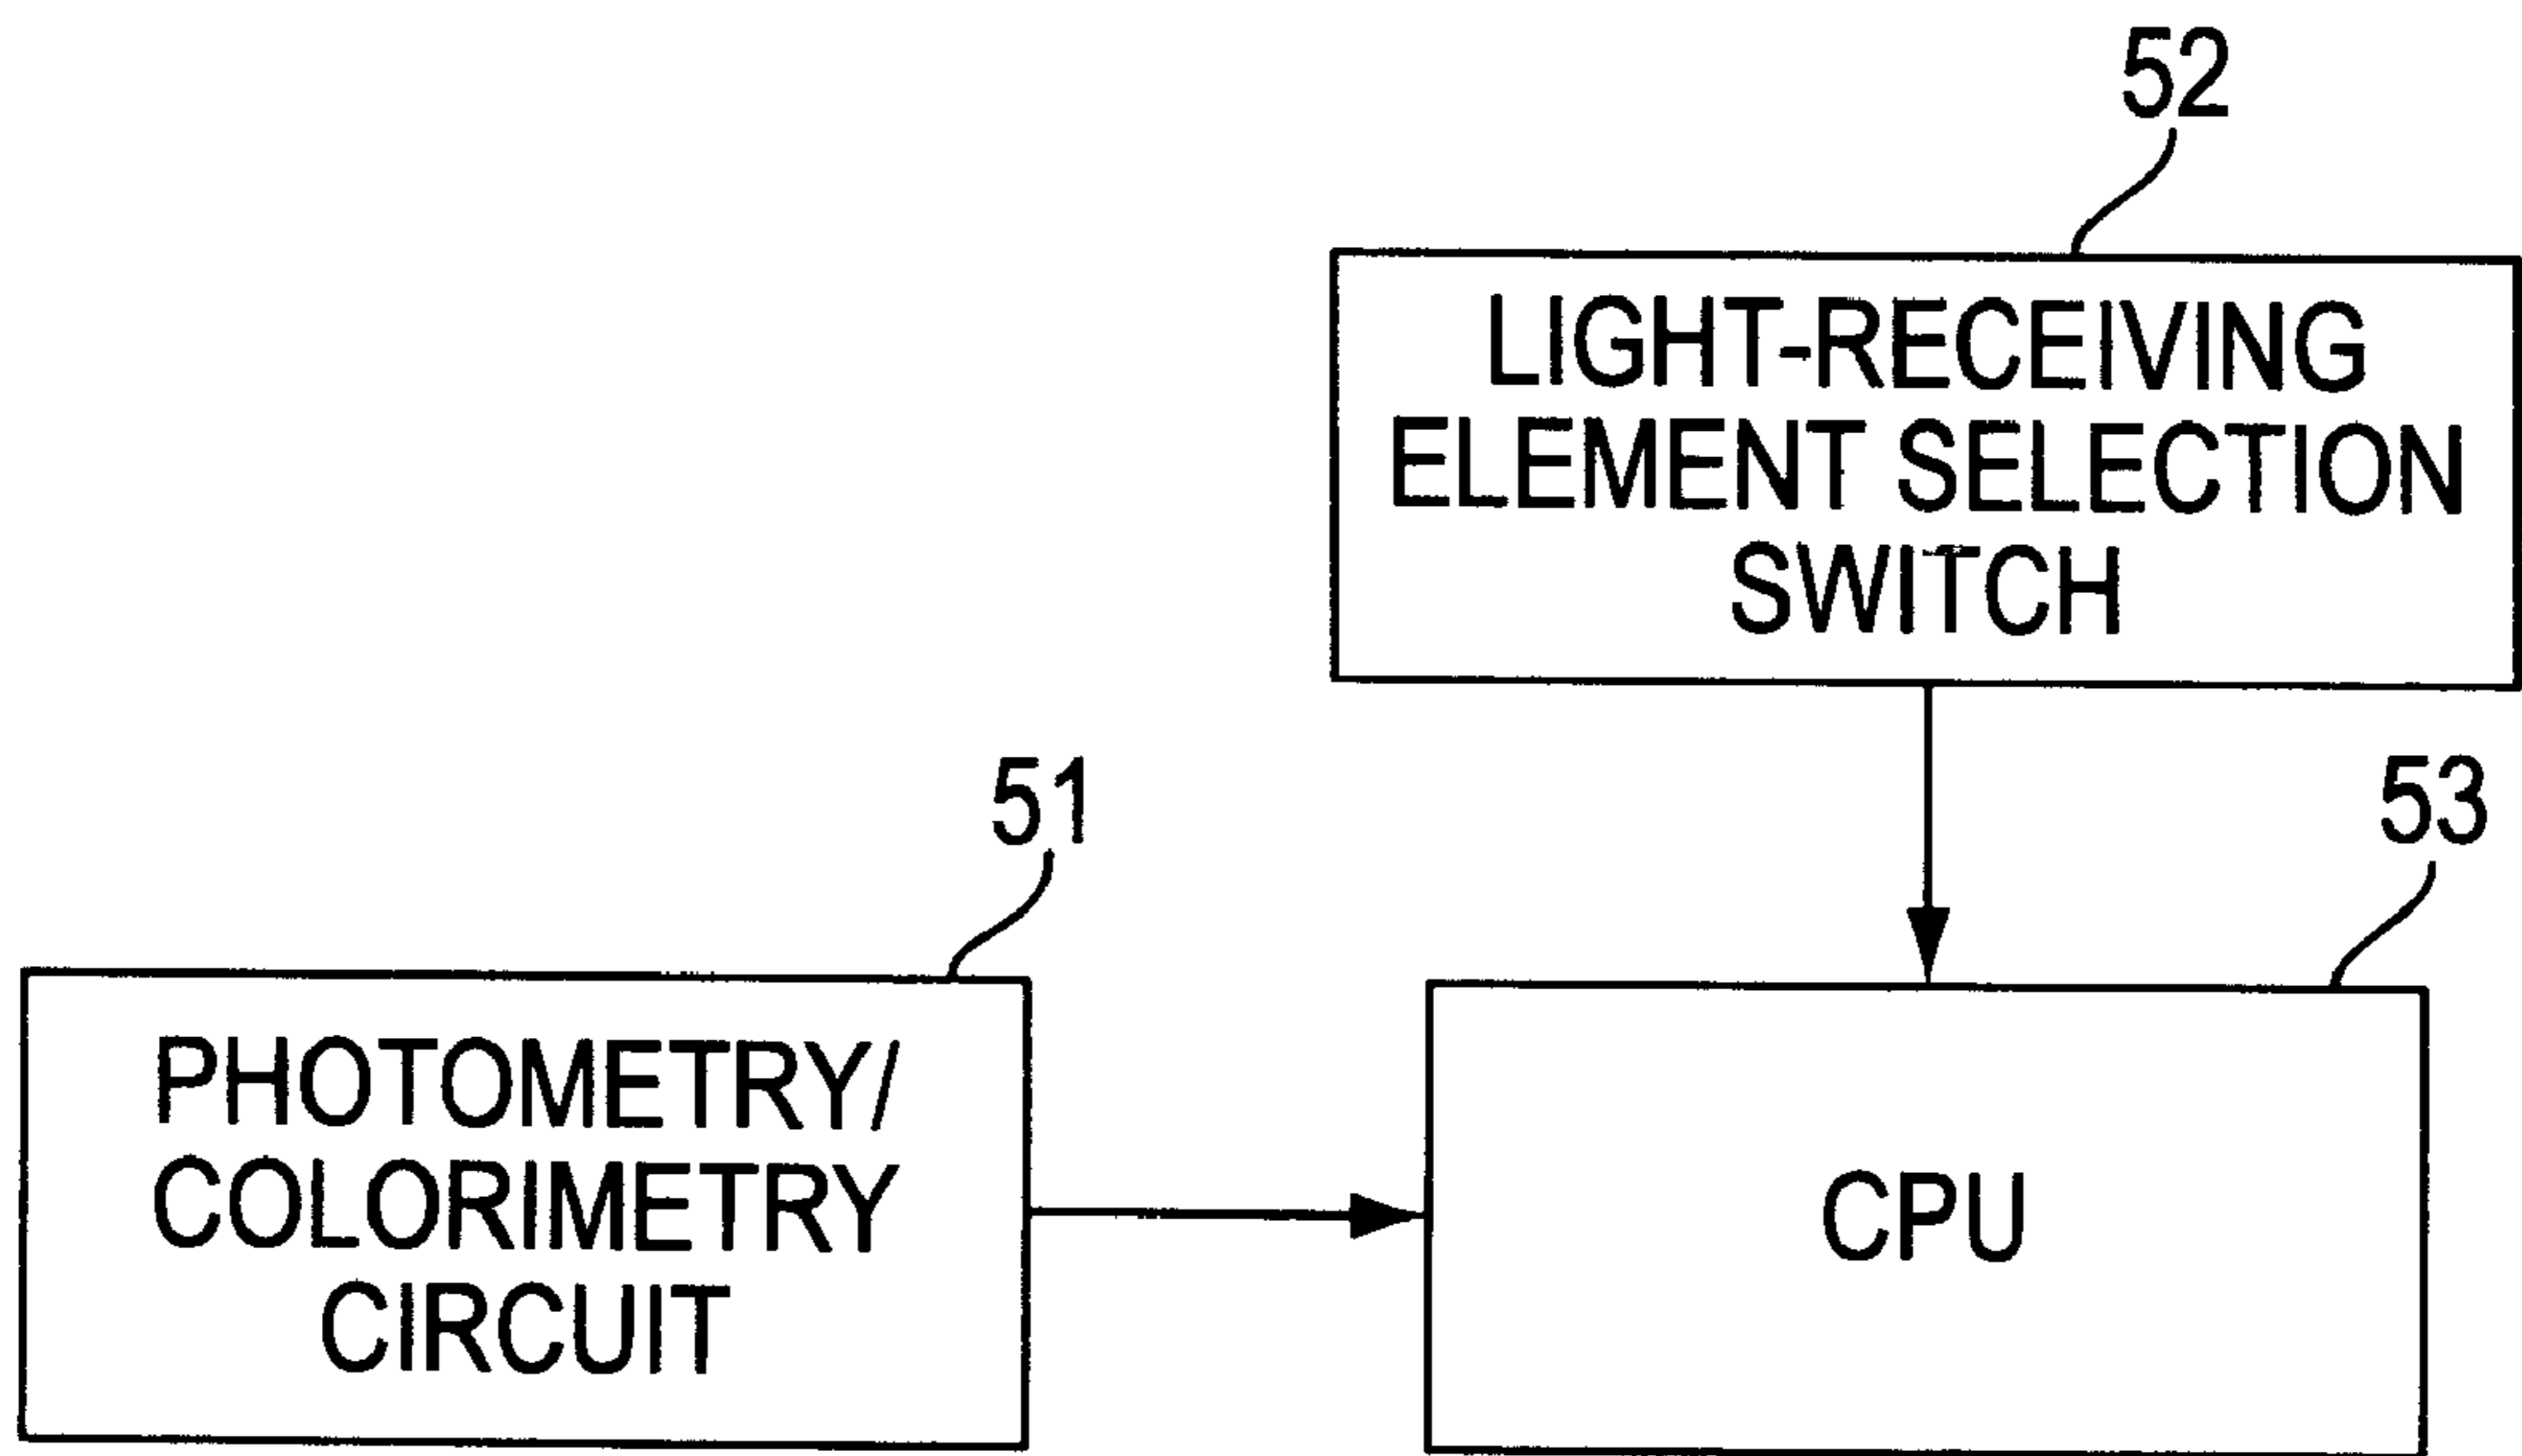 52
LIGHT-RECEIVING
ELEMENT SELECTION
SWITCH
51
53
PHOTOMETRY/
COLORIMETRY
CIRCUIT
CPU